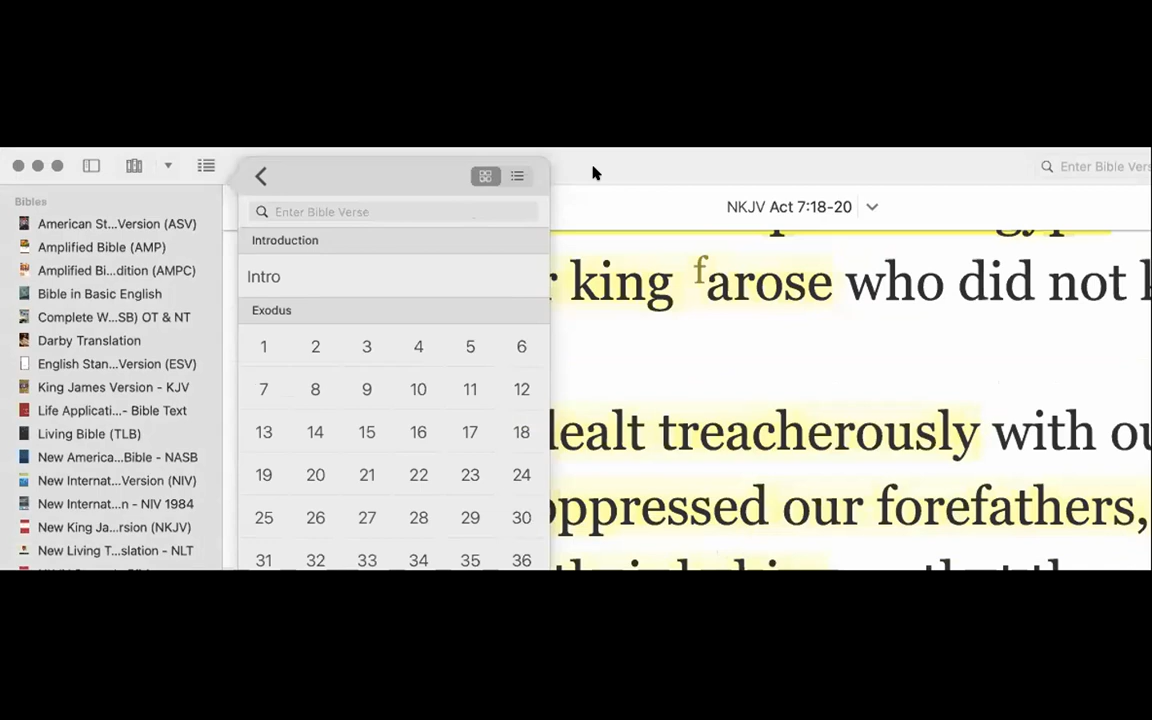 Enter Bible Vers
Bibles
American St...Version (ASV)
Amplified Bible (AMP)
Amplified Bi...dition (AMPC)
Bible in Basic English
Complete W...SB) OT & NT
Darby Translation
English Stan...Version (ESV)
King James Version - KJV
Life Applicati...- Bible Text
Living Bible (TLB)
New America...Bible - NASB
New Internat...Version (NIV)
New Internat...n - NIV 1984
New King Ja...rsion (NKJV)
New Living T...slation - NLT
Enter Bible Verse
Introduction
Intro
Exodus
1 2 3 4 5 6
7 8 9 10 11 12
13 14 15 16 17 18
19 20 21 22 23 24
25 26 27 28 29 30
31 32 33 34 35 36
NKJV Act 7:18-20
king f arose who did not
dealt treacherously with
oppressed our forefathers,